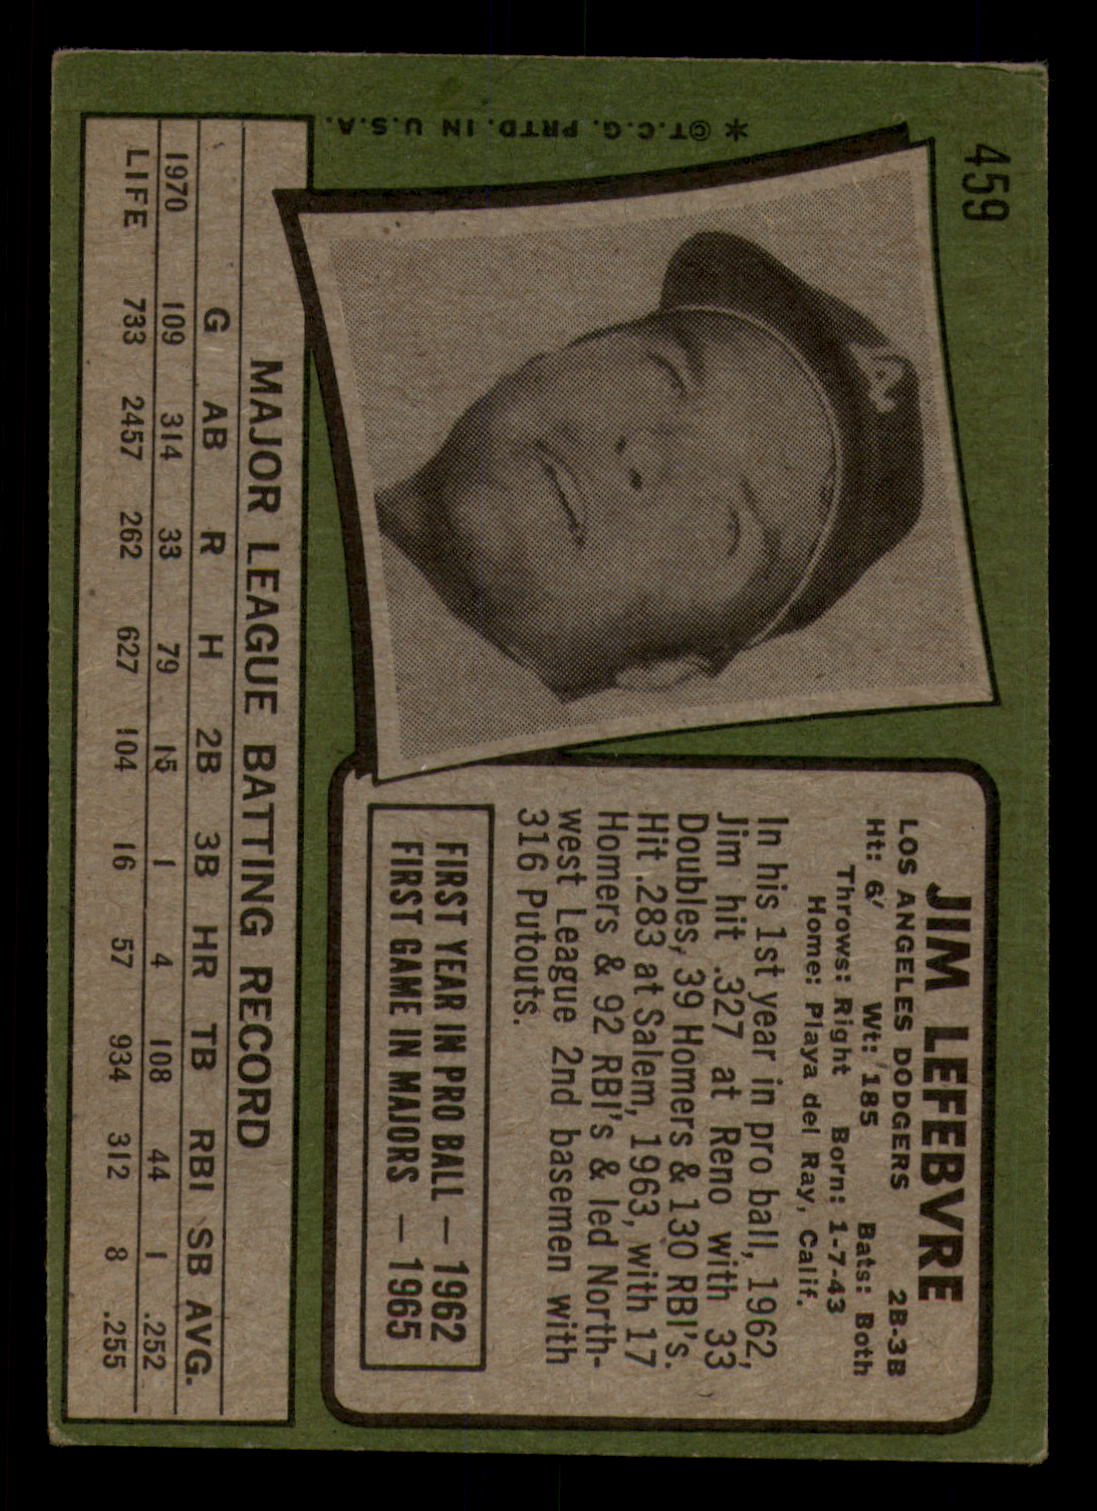 459
JIM LEFEBVRE
LOS ANGELES DODGERS 2B-3B
Ht: 6' Wt: 185 Bats: Both
Throws: Right Born: 1-7-43
Home: Playa del Ray, Calif.
In his 1st year in pro ball, 1962,
Jim hit .327 at Reno with 33
Doubles, 39 Homers & 130 RBI's.
Hit .283 at Salem, 1963, with 17
Homers & 92 RBI's & led North-
west League 2nd basemen with
316 Putouts.
FIRST YEAR IN PRO BALL — 1962
FIRST GAME IN MAJORS — 1965
LA
*©T.C.G. PRTD. IN U.S.A.
MAJOR LEAGUE BATTING RECORD
G AB R H 2B 3B HR TB RBI SB AVG.
1970 109 314 33 79 15 1 4 108 44 1 .252
LIFE 733 2457 262 627 104 16 57 934 312 8 .255